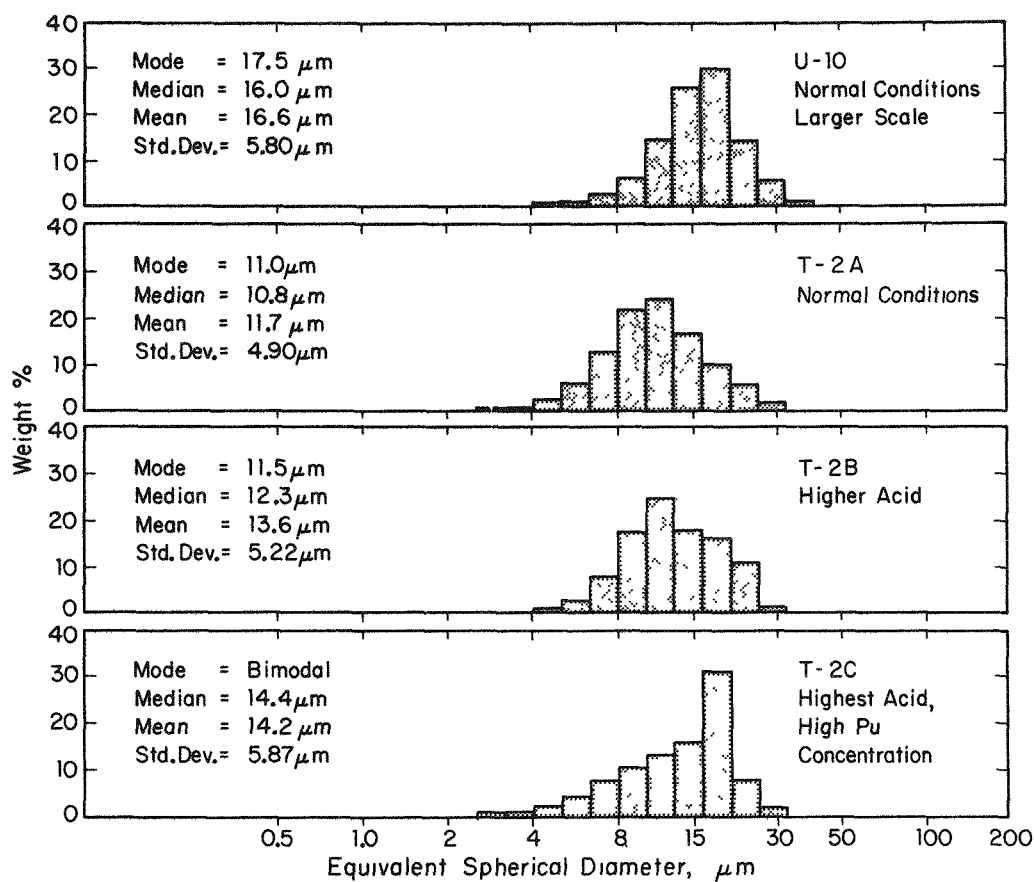 40
30
20
10
0
Mode = 17.5 μm
Median = 16.0 μm
Mean = 16.6 μm
Std.Dev.= 5.80 μm
U-10
Normal Conditions
Larger Scale
40
30
20
10
0
Mode = 11.0μm
Median = 10.8μm
Mean = 11.7 μm
Std.Dev.= 4.90μm
T-2A
Normal Conditions
Weight %
40
30
20
10
0
Mode = 11.5μm
Median = 12.3μm
Mean = 13.6 μm
Std.Dev.= 5.22μm
T-2B
Higher Acid
40
30
20
10
0
Mode = Bimodal
Median = 14.4μm
Mean = 14.2 μm
Std.Dev.= 5.87μm
T-2C
Highest Acid,
High Pu
Concentration
0.5 1.0 2 4 8 15 30 50 100 200
Equivalent Spherical Diameter, μm